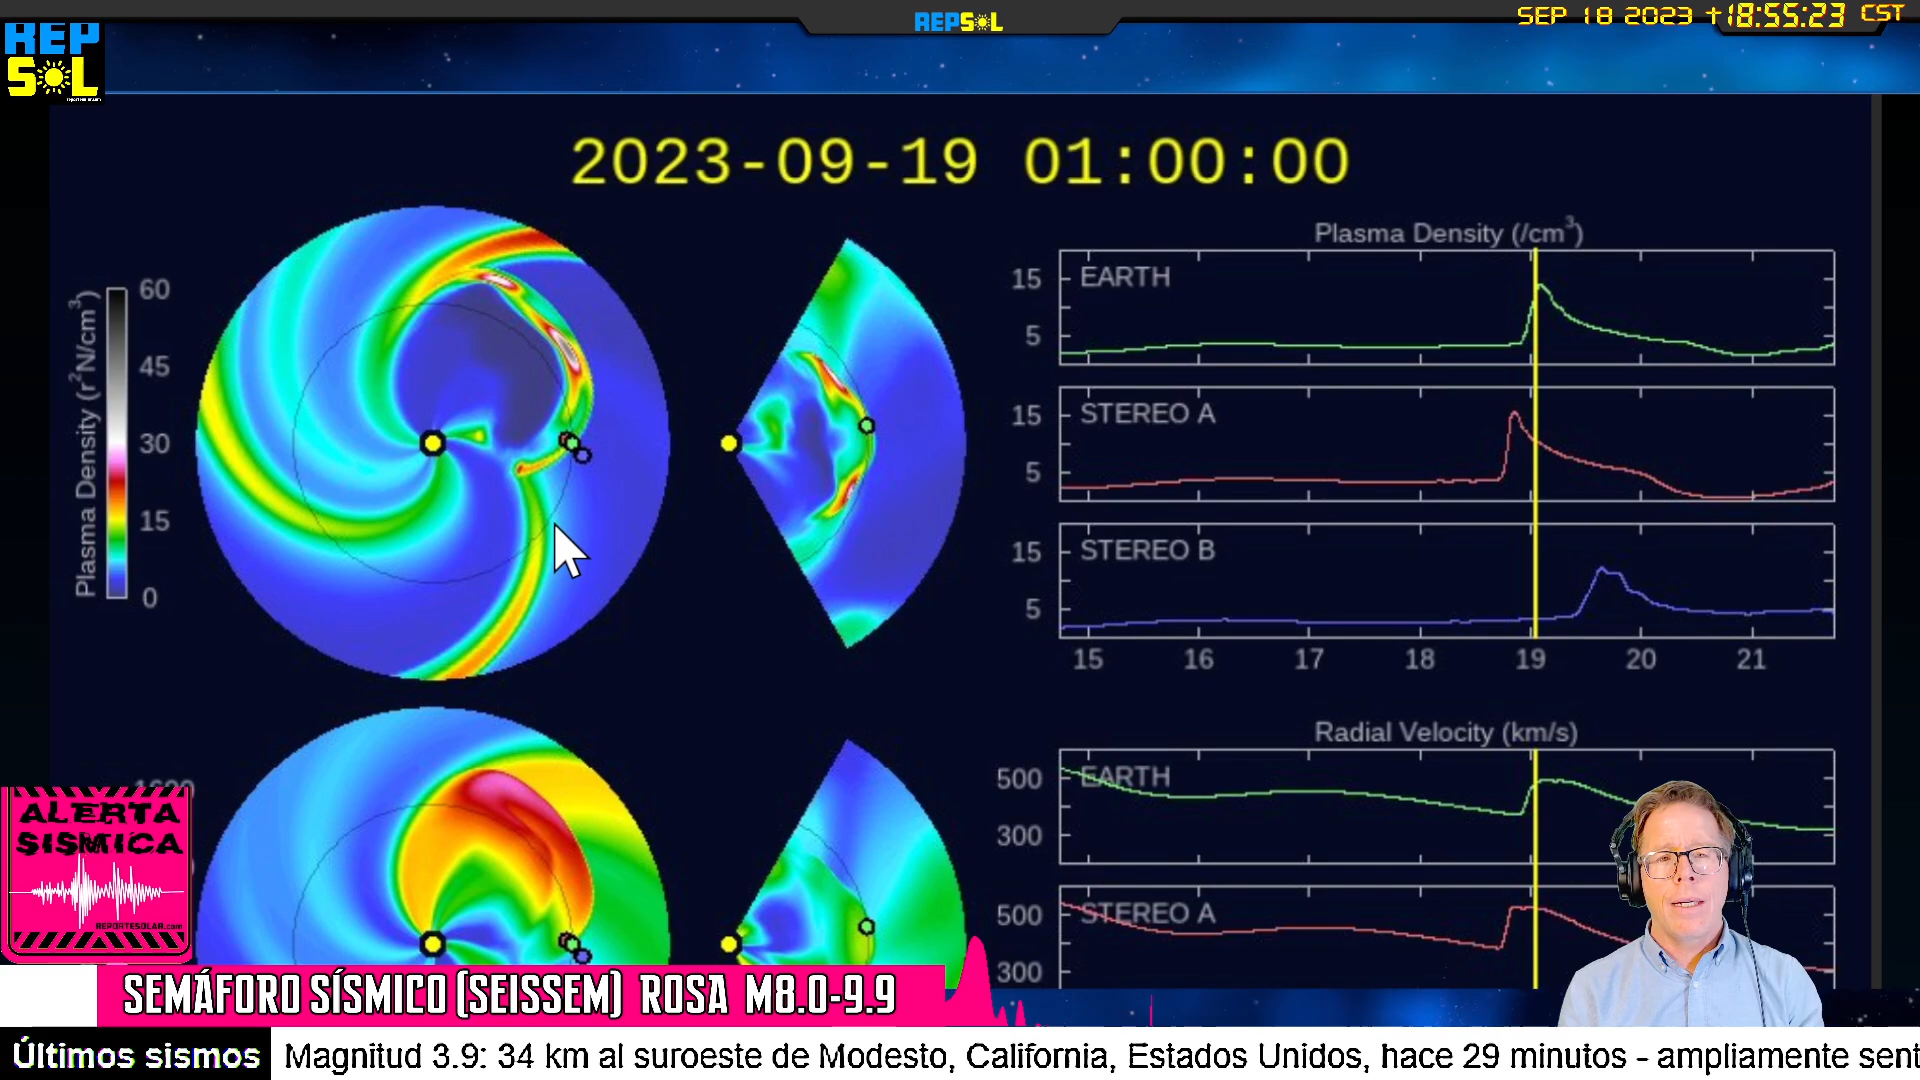 REPSOL
SEP 18 2023 +18:55:23 CST
REP
SOL
2023-09-19 01:00:00
Plasma Density (r²N/cm³)
60
45
30
15
0
Plasma Density (/cm³)
15
5
EARTH
15
5
STEREO A
15
5
STEREO B
15 16 17 18 19 20 21
Radial Velocity (km/s)
500
300
EARTH
500
300
STEREO A
1600
ALERTA
SISMICA
REPORTESOLAR.com
SEMÁFORO SÍSMICO (SEISSEM) ROSA M8.0-9.9
Últimos sismos
Magnitud 3.9: 34 km al suroeste de Modesto, California, Estados Unidos, hace 29 minutos - ampliamente sent